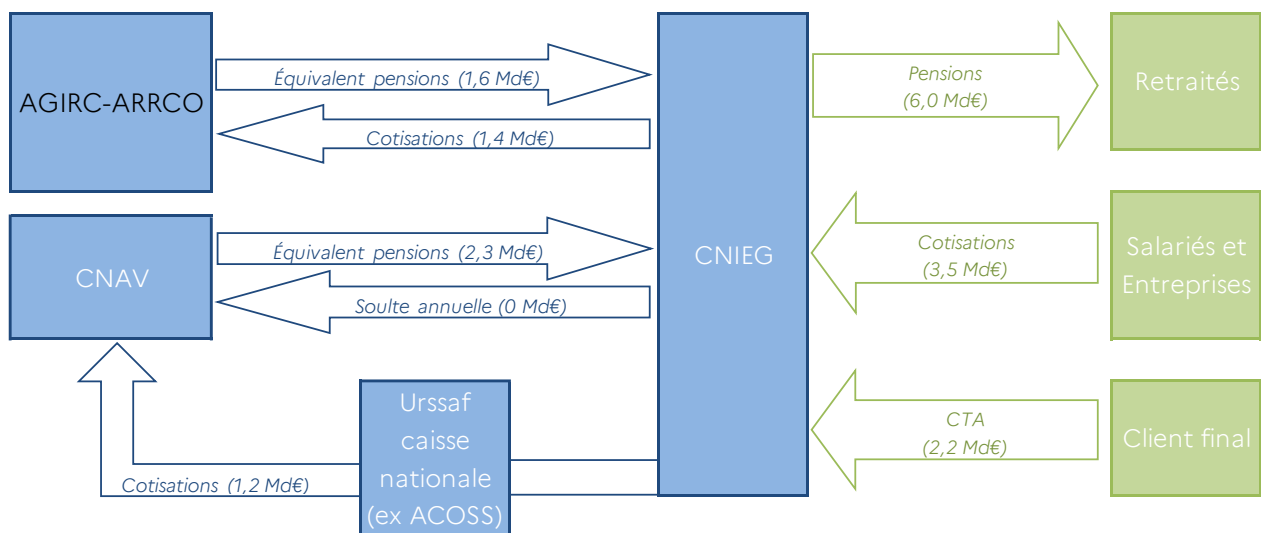 AGIRC-ARRCO
Équivalent pensions (1,6 Md€)
Cotisations (1,4 Md€)
CNIEG
Pensions
(6,0 Md€)
Retraités
CNAV
Équivalent pensions (2,3 Md€)
Soulte annuelle (0 Md€)
Cotisations
(3,5 Md€)
Salariés et
Entreprises
Cotisations (1,2 Md€)
Urssaf
caisse
nationale
(ex ACOSS)
CTA
(2,2 Md€)
Client final